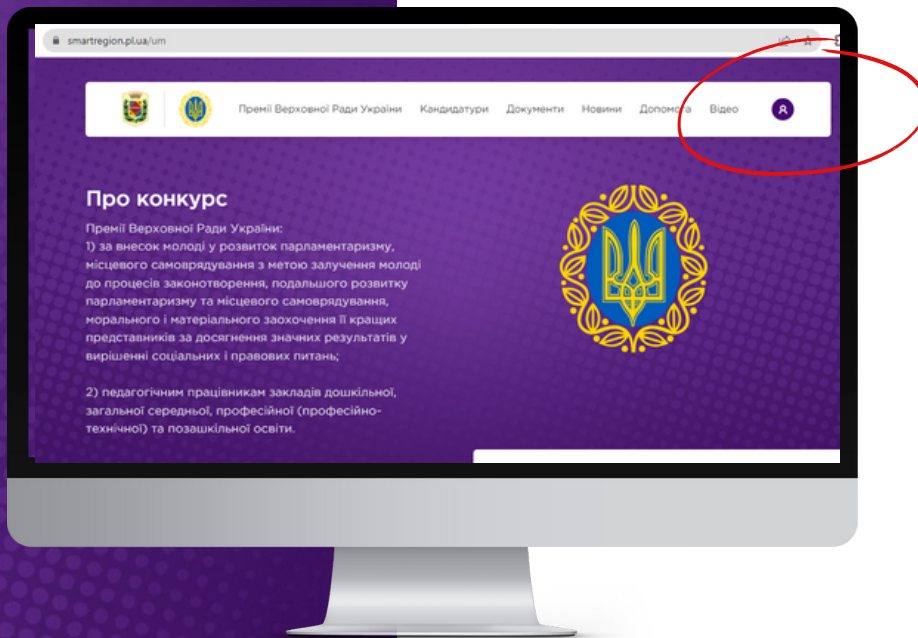 smartregion.pl.ua/um
Премії Верховної Ради України Кандидатури Документи Новини Допомога Відео
Про конкурс
Премії Верховної Ради України:
1) за внесок молоді у розвиток парламентаризму,
місцевого самоврядування з метою залучення молоді
до процесів законотворення, подальшого розвитку
парламентаризму та місцевого самоврядування,
морального і матеріального заохочення її кращих
представників за досягнення значних результатів у
вирішенні соціальних і правових питань;
2) педагогічним працівникам закладів дошкільної,
загальної середньої, професійної (професійно-
технічної) та позашкільної освіти.